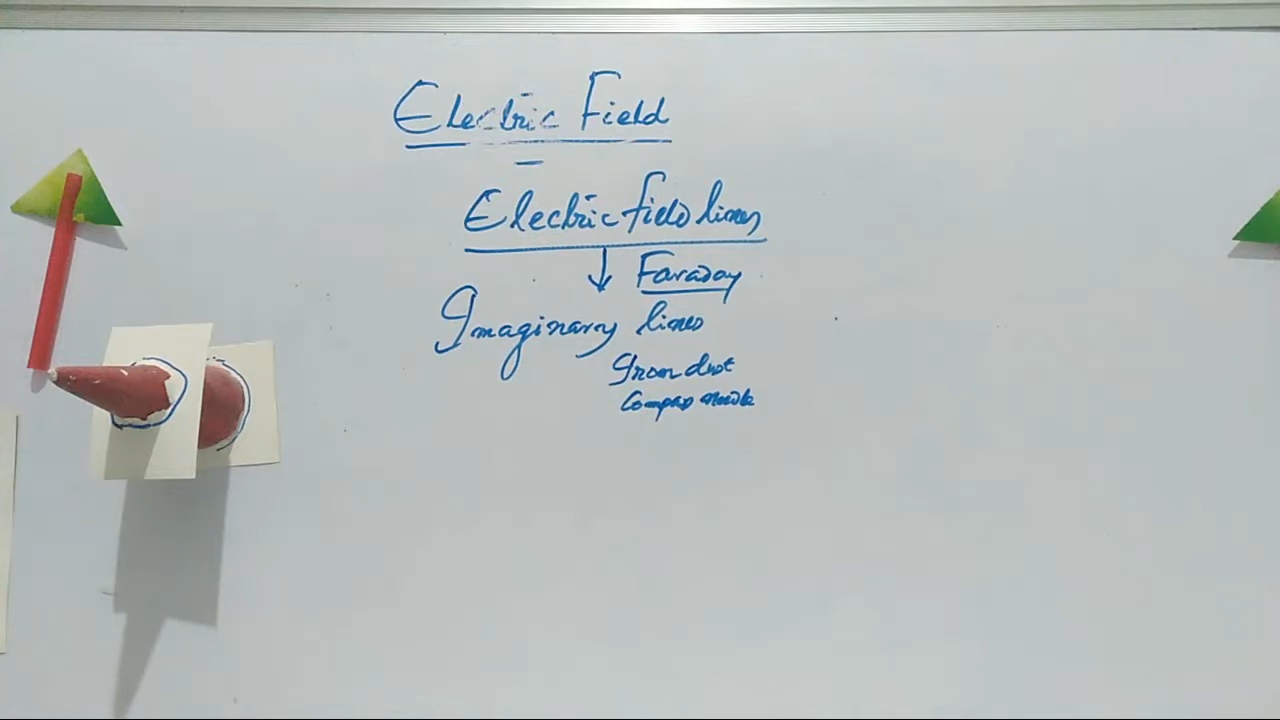 Electric Field
Electric field lines
Faraday
Imaginary lines
Iron dust
Compass needle